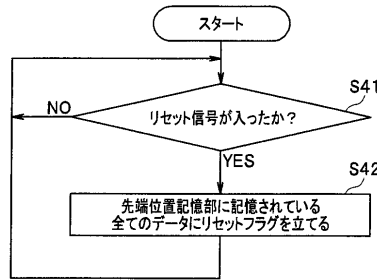 スタート
S41
リセット信号が入ったか？
NO
YES
S42
先端位置記憶部に記憶されている
全てのデータにリセットフラグを立てる